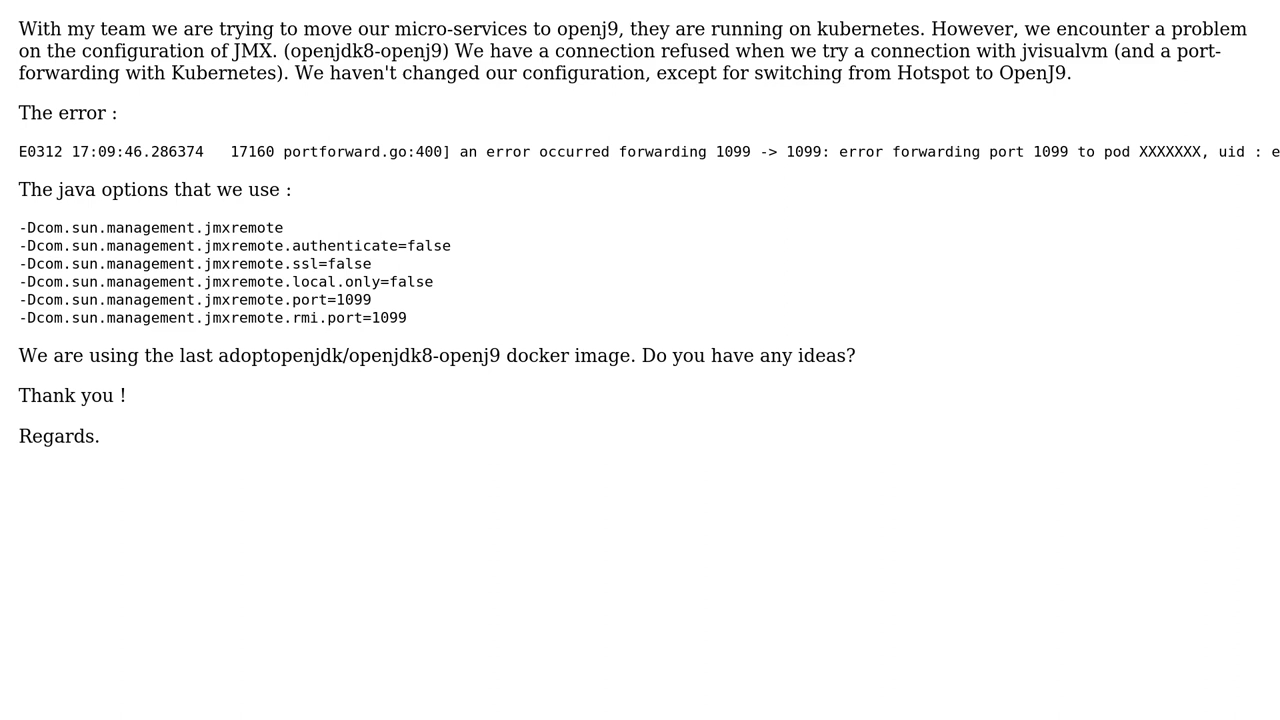 With my team we are trying to move our micro-services to openj9, they are running on kubernetes. However, we encounter a problem
on the configuration of JMX. (openjdk8-openj9) We have a connection refused when we try a connection with jvisualvm (and a port-
forwarding with Kubernetes). We haven't changed our configuration, except for switching from Hotspot to OpenJ9.
The error :
E0312 17:09:46.286374   17160 portforward.go:400] an error occurred forwarding 1099 -> 1099: error forwarding port 1099 to pod XXXXXXX, uid : e
The java options that we use :
-Dcom.sun.management.jmxremote
-Dcom.sun.management.jmxremote.authenticate=false
-Dcom.sun.management.jmxremote.ssl=false
-Dcom.sun.management.jmxremote.local.only=false
-Dcom.sun.management.jmxremote.port=1099
-Dcom.sun.management.jmxremote.rmi.port=1099
We are using the last adoptopenjdk/openjdk8-openj9 docker image. Do you have any ideas?
Thank you !
Regards.